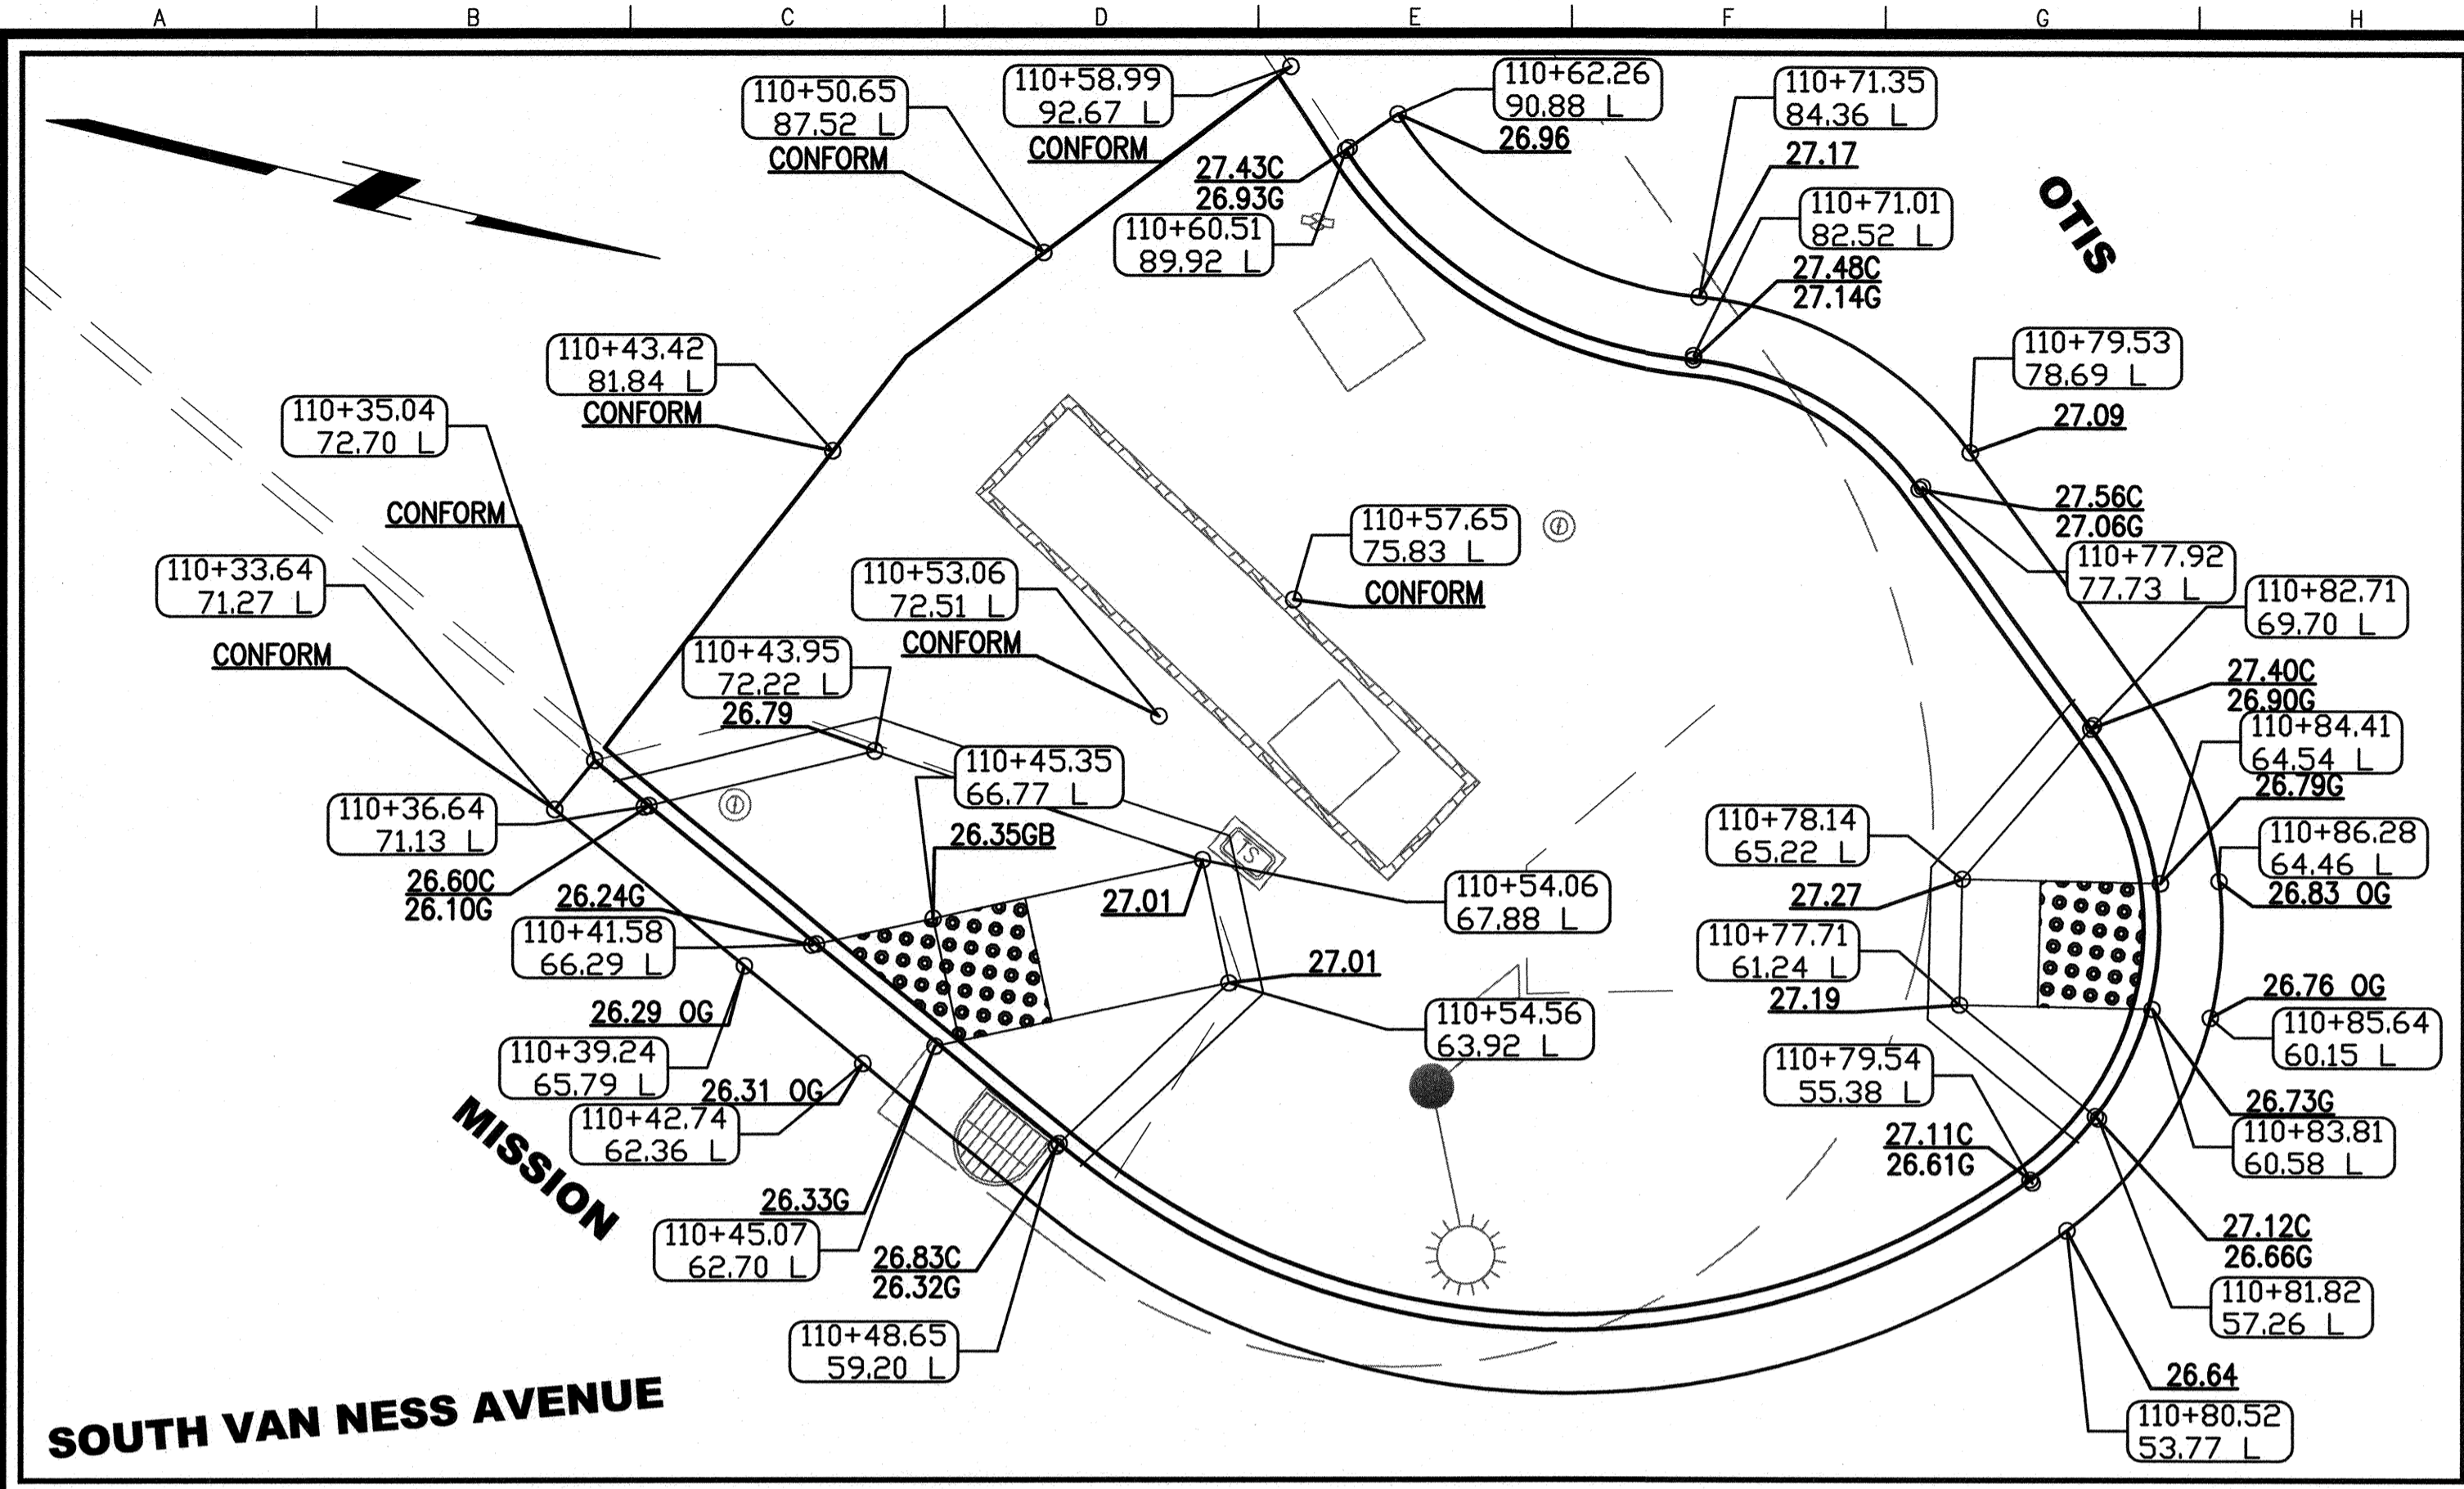 A B C D E F G H
110+50.65
87.52 L
CONFORM
110+58.99
92.67 L
CONFORM
110+62.26
90.88 L
26.96
27.43C
26.93G
110+60.51
89.92 L
110+71.35
84.36 L
27.17
110+71.01
82.52 L
27.48C
27.14G
OTIS
110+43.42
81.84 L
CONFORM
110+79.53
78.69 L
27.09
110+35.04
72.70 L
CONFORM
27.56C
27.06G
110+77.92
77.73 L
110+57.65
75.83 L
CONFORM
110+33.64
71.27 L
CONFORM
110+53.06
72.51 L
CONFORM
110+82.71
69.70 L
110+43.95
72.22 L
26.79
27.40C
26.90G
110+84.41
64.54 L
26.79G
110+45.35
66.77 L
26.35GB
110+36.64
71.13 L
26.60C
26.10G
110+78.14
65.22 L
27.27
110+86.28
64.46 L
26.83 OG
SL
26.24G
27.01
110+54.06
67.88 L
110+41.58
66.29 L
110+77.71
61.24 L
27.19
27.01
26.29 OG
110+39.24
65.79 L
110+54.56
63.92 L
26.76 OG
110+85.64
60.15 L
26.31 OG
110+42.74
62.36 L
110+79.54
55.38 L
26.73G
110+83.81
60.58 L
MISSION
27.11C
26.61G
26.33G
110+45.07
62.70 L
26.83C
26.32G
27.12C
26.66G
110+81.82
57.26 L
110+48.65
59.20 L
26.64
110+80.52
53.77 L
SOUTH VAN NESS AVENUE